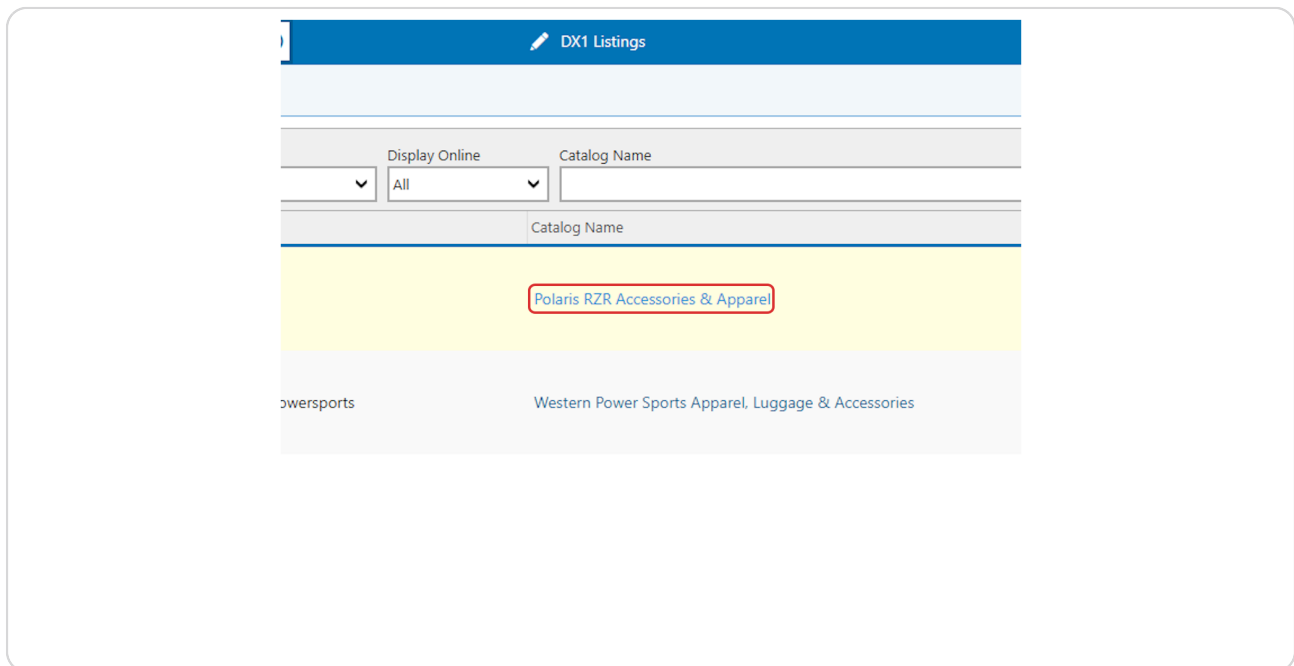 DX1 Listings
Display Online
Catalog Name
All
Catalog Name
Polaris RZR Accessories & Apparel
owersports
Western Power Sports Apparel, Luggage & Accessories